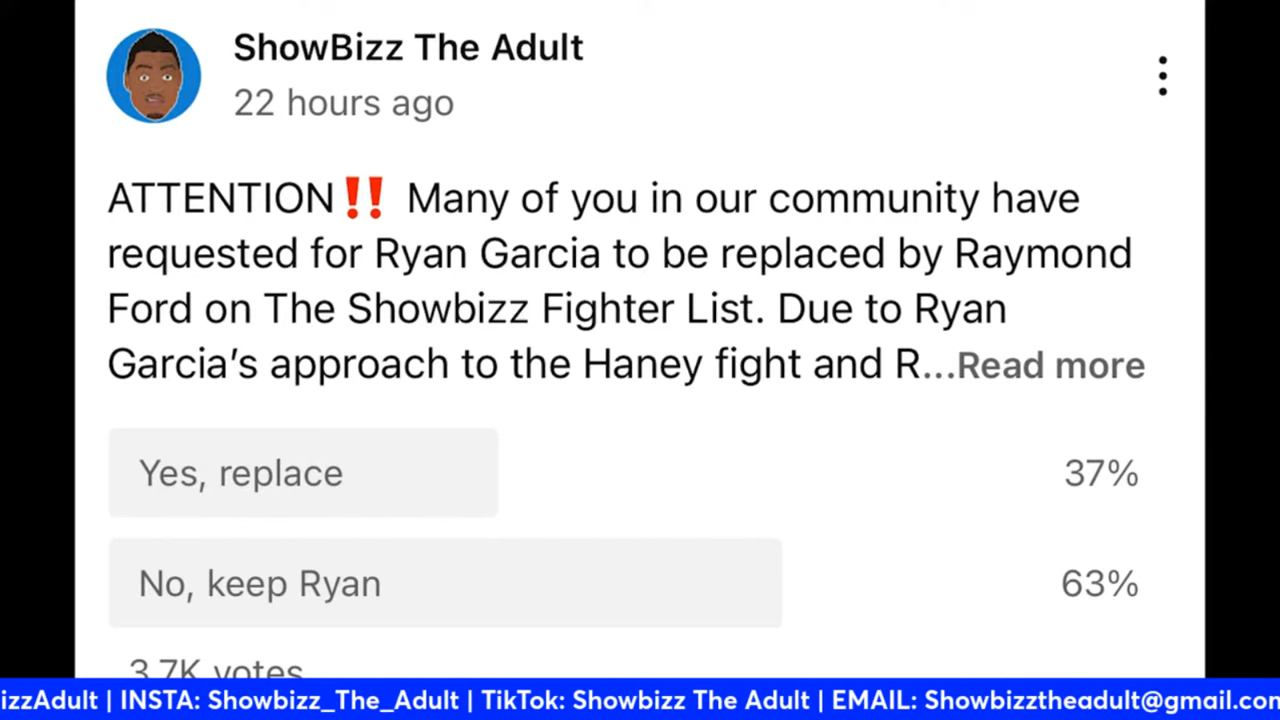 ShowBizz The Adult
22 hours ago
ATTENTION‼️ Many of you in our community have
requested for Ryan Garcia to be replaced by Raymond
Ford on The Showbizz Fighter List. Due to Ryan
Garcia’s approach to the Haney fight and R...Read more
Yes, replace 37%
No, keep Ryan 63%
3.7K votes
izzAdult | INSTA: Showbizz_The_Adult | TikTok: Showbizz The Adult | EMAIL: Showbizztheadult@gmail.con